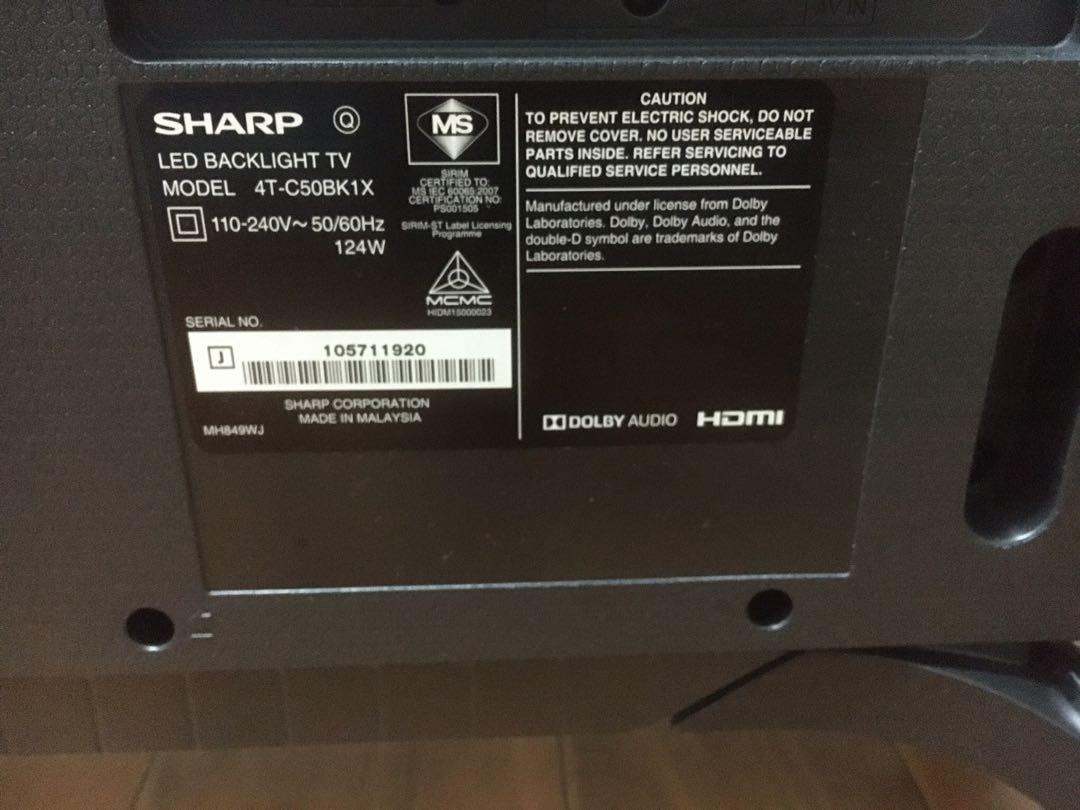 AV IN
SHARP Q
LED BACKLIGHT TV
MODEL 4T-C50BK1X
110-240V~ 50/60Hz
124W
MS
SIRIM
CERTIFIED TO:
MS IEC 60065:2007
CERTIFICATION NO:
PS001505
SIRIM-ST Label Licensing
Programme
MCMC
HIDM15000023
SERIAL NO.
J
105711920
SHARP CORPORATION
MADE IN MALAYSIA
MH849WJ
CAUTION
TO PREVENT ELECTRIC SHOCK, DO NOT
REMOVE COVER. NO USER SERVICEABLE
PARTS INSIDE. REFER SERVICING TO
QUALIFIED SERVICE PERSONNEL.
Manufactured under license from Dolby
Laboratories. Dolby, Dolby Audio, and the
double-D symbol are trademarks of Dolby
Laboratories.
DOLBY AUDIO HDMI